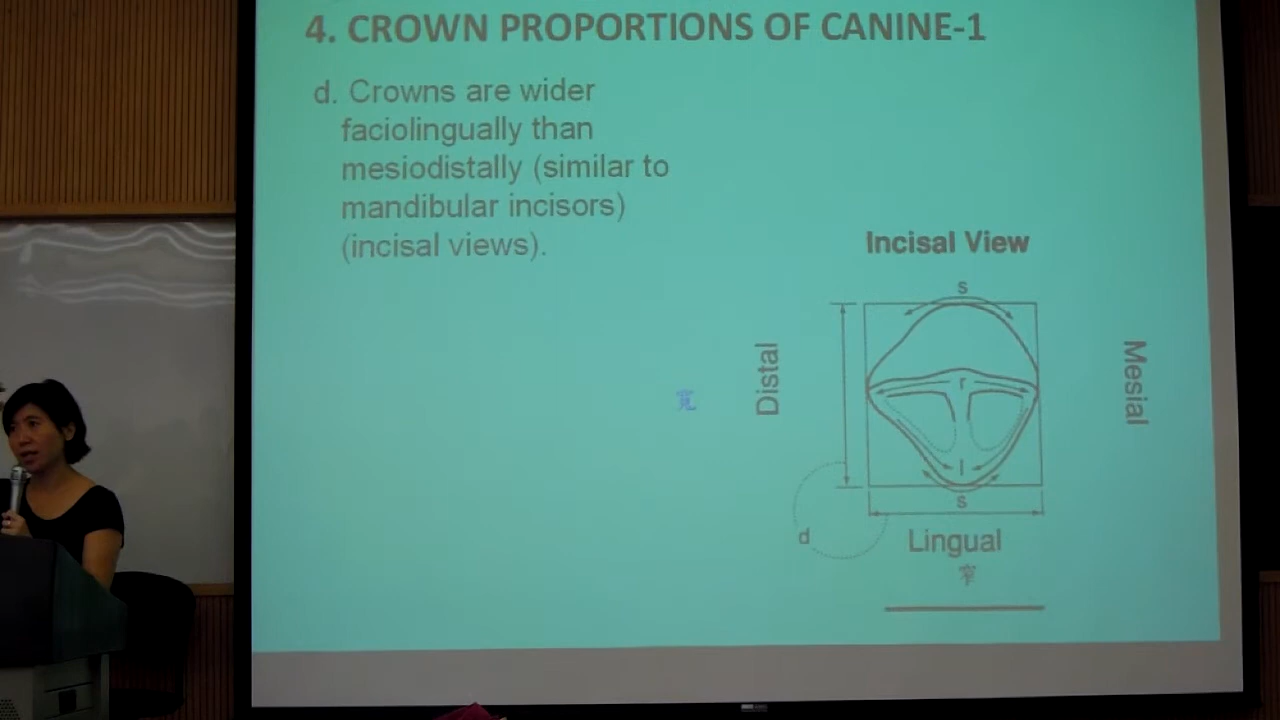 4. CROWN PROPORTIONS OF CANINE-1
d. Crowns are wider
faciolingually than
mesiodistally (similar to
mandibular incisors)
(incisal views).
Incisal View
s
Distal
r
Mesial
寬
l
s
d
Lingual
窄